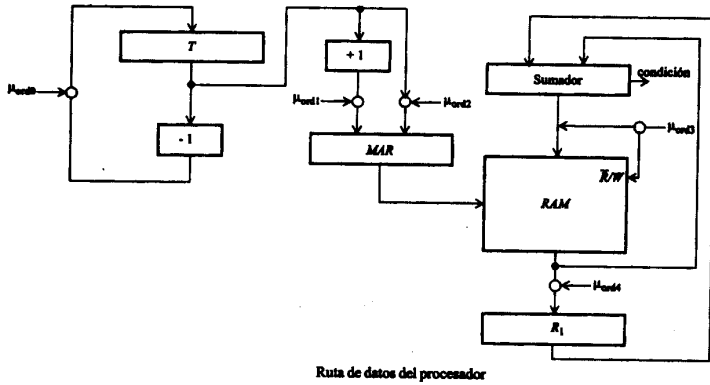 T
+ 1
Sumador
condición
μord0
μord1
μord2
μord3
- 1
MAR
R̄/W
RAM
μord4
R₁
Ruta de datos del procesador